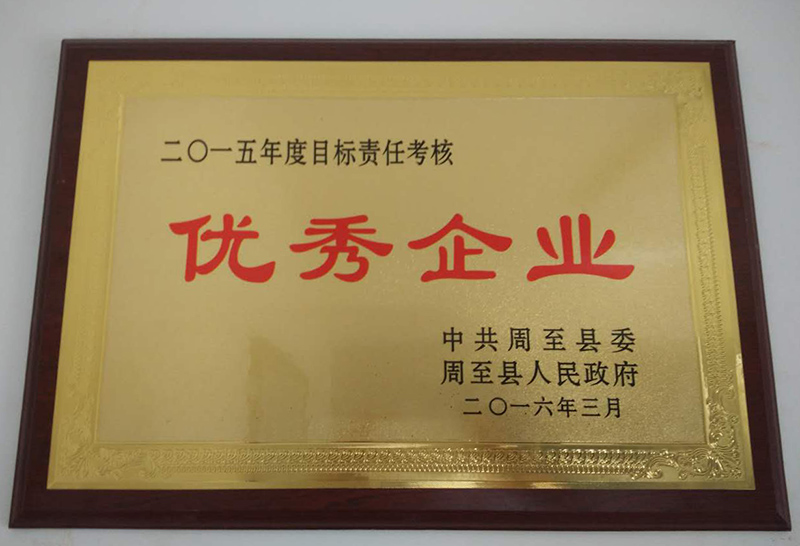 二〇一五年度目标责任考核
优秀企业
中共周至县委
周至县人民政府
二〇一六年三月